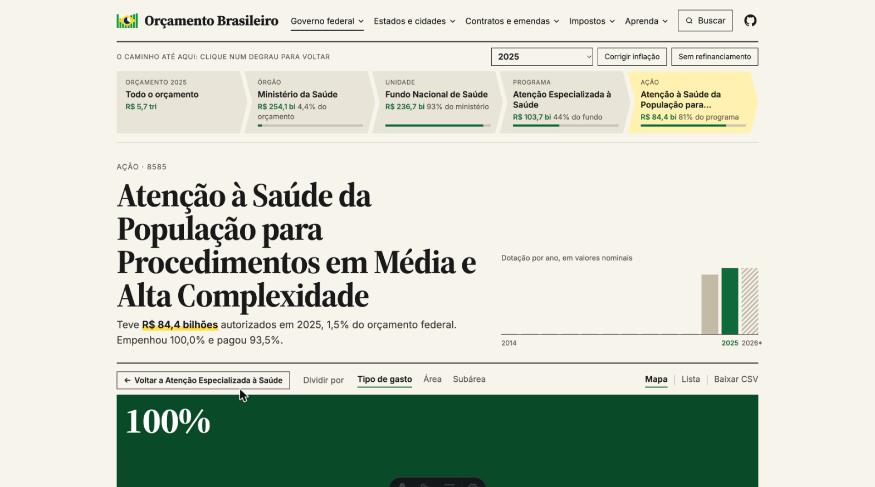 Orçamento Brasileiro
Governo federal Estados e cidades Contratos e emendas Impostos Aprenda Buscar
O CAMINHO ATÉ AQUI: CLIQUE NUM DEGRAU PARA VOLTAR
2025 Corrigir inflação Sem refinanciamento
ORÇAMENTO 2025
Todo o orçamento
R$ 5,7 tri
ÓRGÃO
Ministério da Saúde
R$ 254,1 bi 4,4% do
orçamento
UNIDADE
Fundo Nacional de Saúde
R$ 236,7 bi 93% do ministério
PROGRAMA
Atenção Especializada à
Saúde
R$ 103,7 bi 44% do fundo
AÇÃO
Atenção à Saúde da
População para...
R$ 84,4 bi 81% do programa
AÇÃO · 8585
Atenção à Saúde da
População para
Procedimentos em Média e
Alta Complexidade
Teve R$ 84,4 bilhões autorizados em 2025, 1,5% do orçamento federal.
Empenhou 100,0% e pagou 93,5%.
Dotação por ano, em valores nominais
2014 2025 2026*
← Voltar a Atenção Especializada à Saúde Dividir por Tipo de gasto Área Subárea
Mapa Lista Baixar CSV
100%